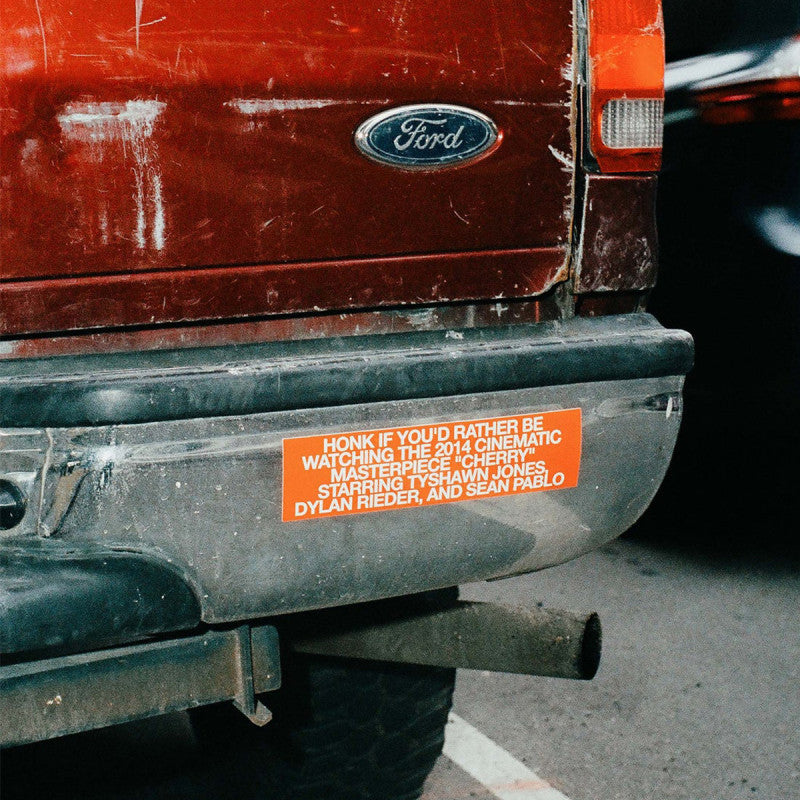 Ford
HONK IF YOU'D RATHER BE
WATCHING THE 2014 CINEMATIC
MASTERPIECE "CHERRY"
STARRING TYSHAWN JONES,
DYLAN RIEDER, AND SEAN PABLO